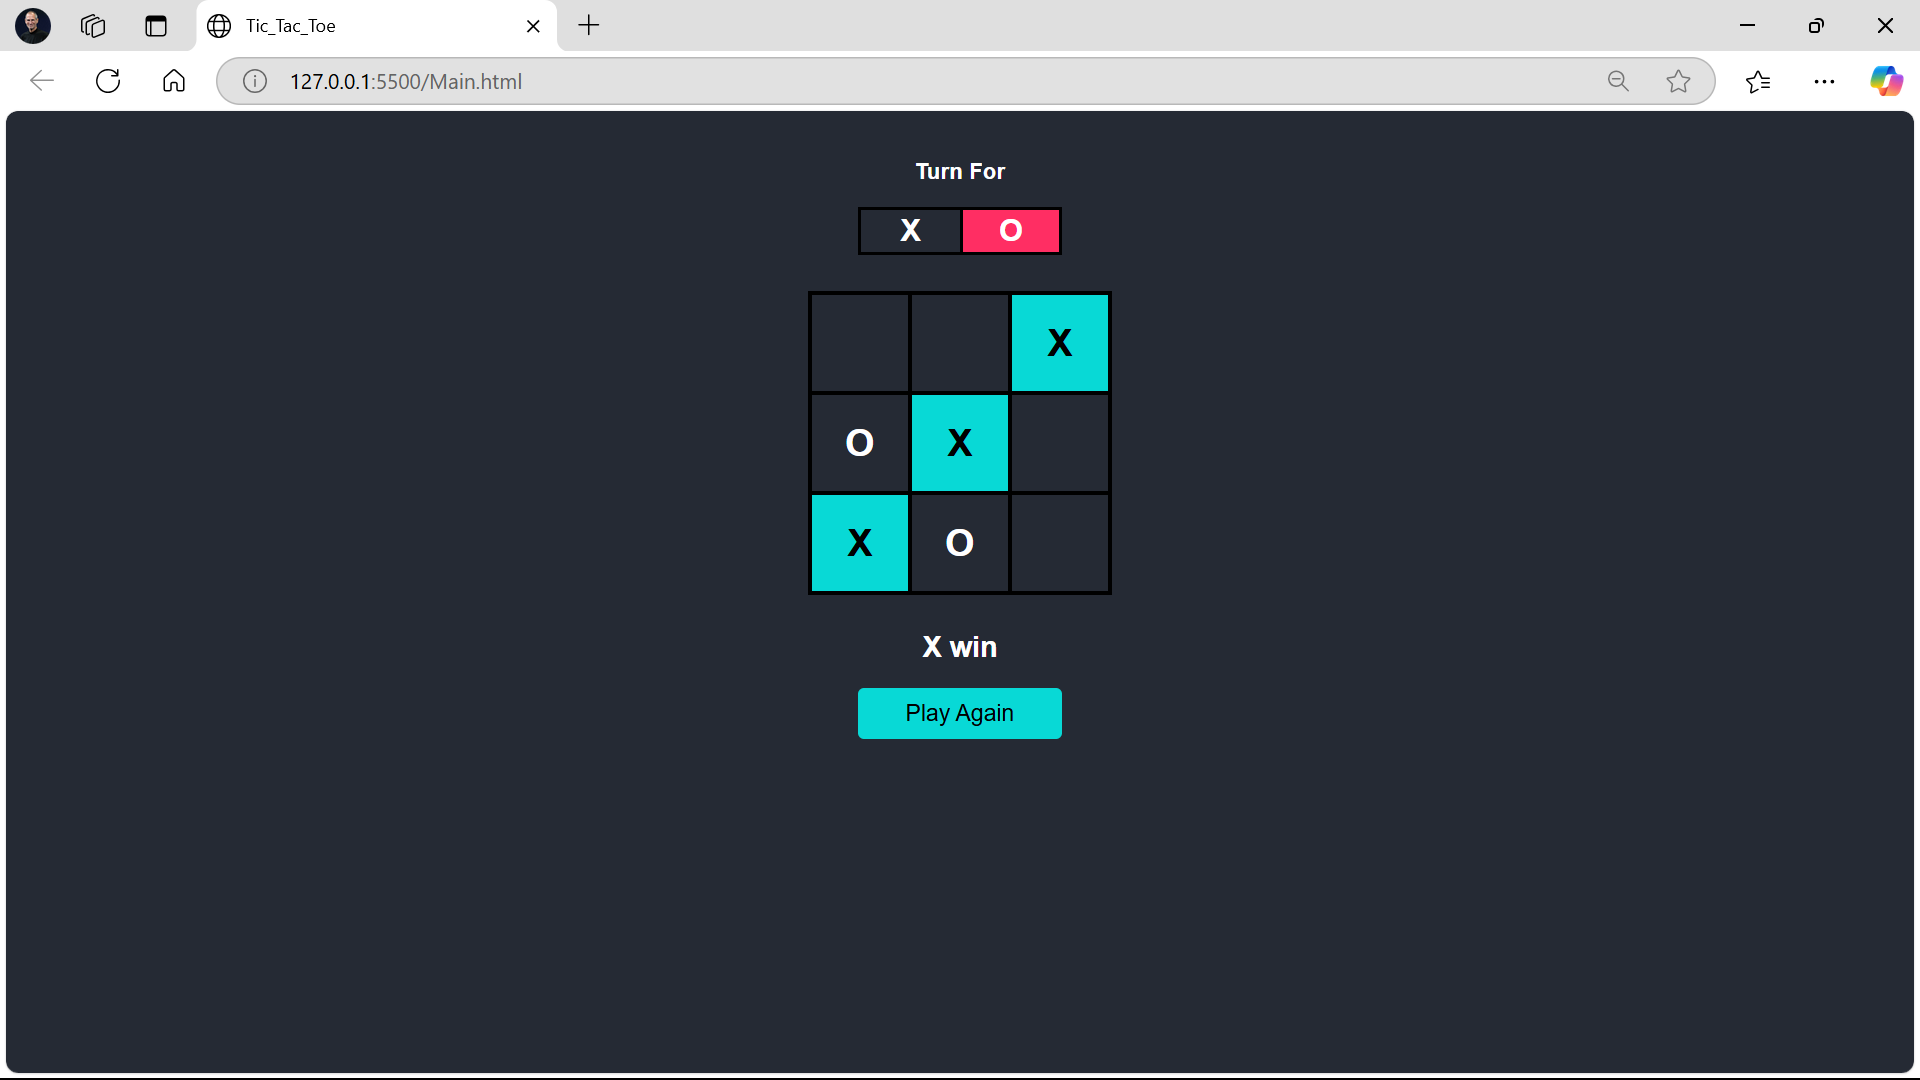 Tic_Tac_Toe
127.0.0.1:5500/Main.html
Turn For
X O
X
O X
X O
X win
Play Again